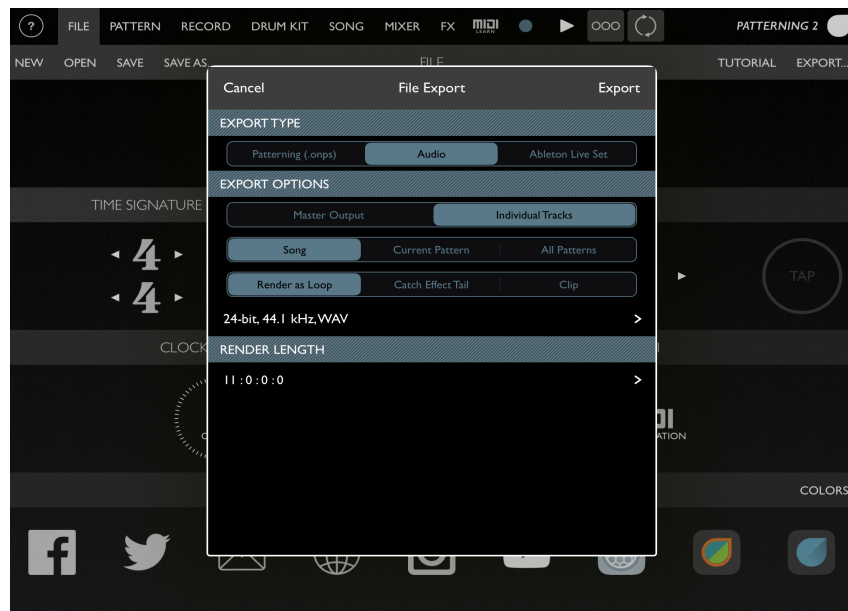 ?
FILE PATTERN RECORD DRUM KIT SONG MIXER FX MIDI LEARN PATTERNING 2
NEW OPEN SAVE SAVE AS... FILE TUTORIAL EXPORT...
Cancel File Export Export
EXPORT TYPE
Patterning (.onps) Audio Ableton Live Set
EXPORT OPTIONS
TIME SIGNATURE
Master Output Individual Tracks
4
Song Current Pattern All Patterns
TAP
Render as Loop Catch Effect Tail Clip
4
24-bit, 44.1 kHz, WAV >
CLOCK
RENDER LENGTH
11 : 0 : 0 : 0 >
COLORS